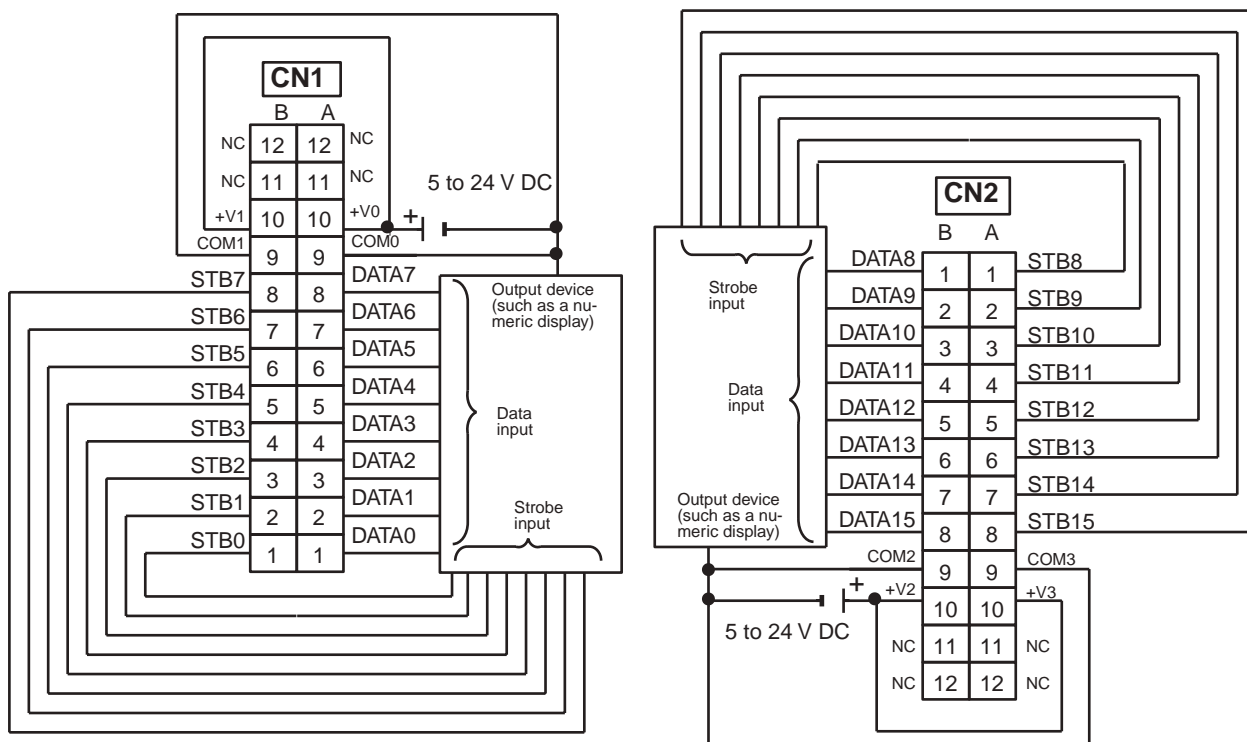 CN1
B A
NC 12 12 NC
NC 11 11 NC
5 to 24 V DC
+V1 10 10 +V0 +
COM1 9 9 COM0
STB7 8 8 DATA7
STB6 7 7 DATA6
STB5 6 6 DATA5
STB4 5 5 DATA4
STB3 4 4 DATA3
STB2 3 3 DATA2
STB1 2 2 DATA1
STB0 1 1 DATA0
Output device
(such as a nu-
meric display)
Data
input
Strobe
input
CN2
B A
Strobe
input
DATA8 1 1 STB8
DATA9 2 2 STB9
DATA10 3 3 STB10
DATA11 4 4 STB11
DATA12 5 5 STB12
DATA13 6 6 STB13
DATA14 7 7 STB14
DATA15 8 8 STB15
Data
input
Output device
(such as a nu-
meric display)
COM2 9 9 COM3
+ +V2 10 10 +V3
5 to 24 V DC
NC 11 11 NC
NC 12 12 NC